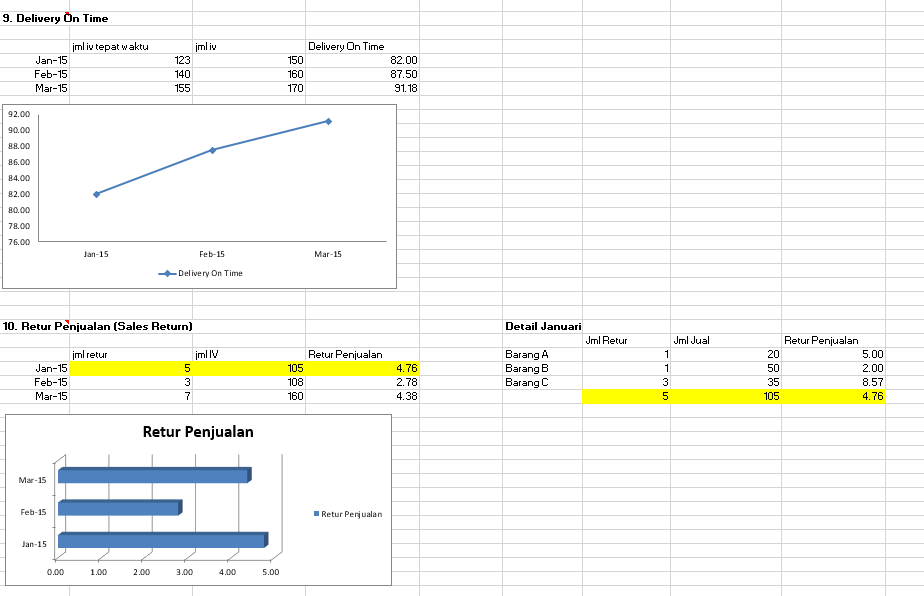 9. Delivery On Time
jml iv tepat waktu jml iv Delivery On Time
Jan-15 123 150 82.00
Feb-15 140 160 87.50
Mar-15 155 170 91.18
92.00
90.00
88.00
86.00
84.00
82.00
80.00
78.00
76.00
Jan-15 Feb-15 Mar-15
Delivery On Time
10. Retur Penjualan (Sales Return)
jml retur jml IV Retur Penjualan
Jan-15 5 105 4.76
Feb-15 3 108 2.78
Mar-15 7 160 4.38
Detail Januari
Jml Retur Jml Jual Retur Penjualan
Barang A 1 20 5.00
Barang B 1 50 2.00
Barang C 3 35 8.57
5 105 4.76
Retur Penjualan
Mar-15
Feb-15
Jan-15
0.00 1.00 2.00 3.00 4.00 5.00
Retur Penjualan